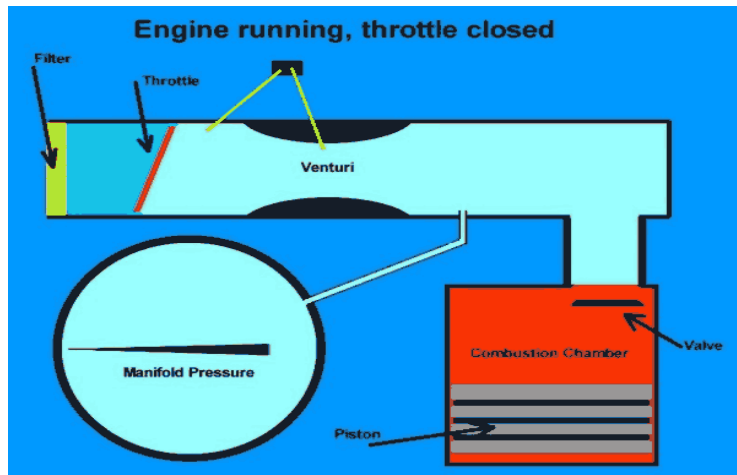 Engine running, throttle closed
Filter
Throttle
Venturi
Manifold Pressure
Combustion Chamber
Valve
Piston